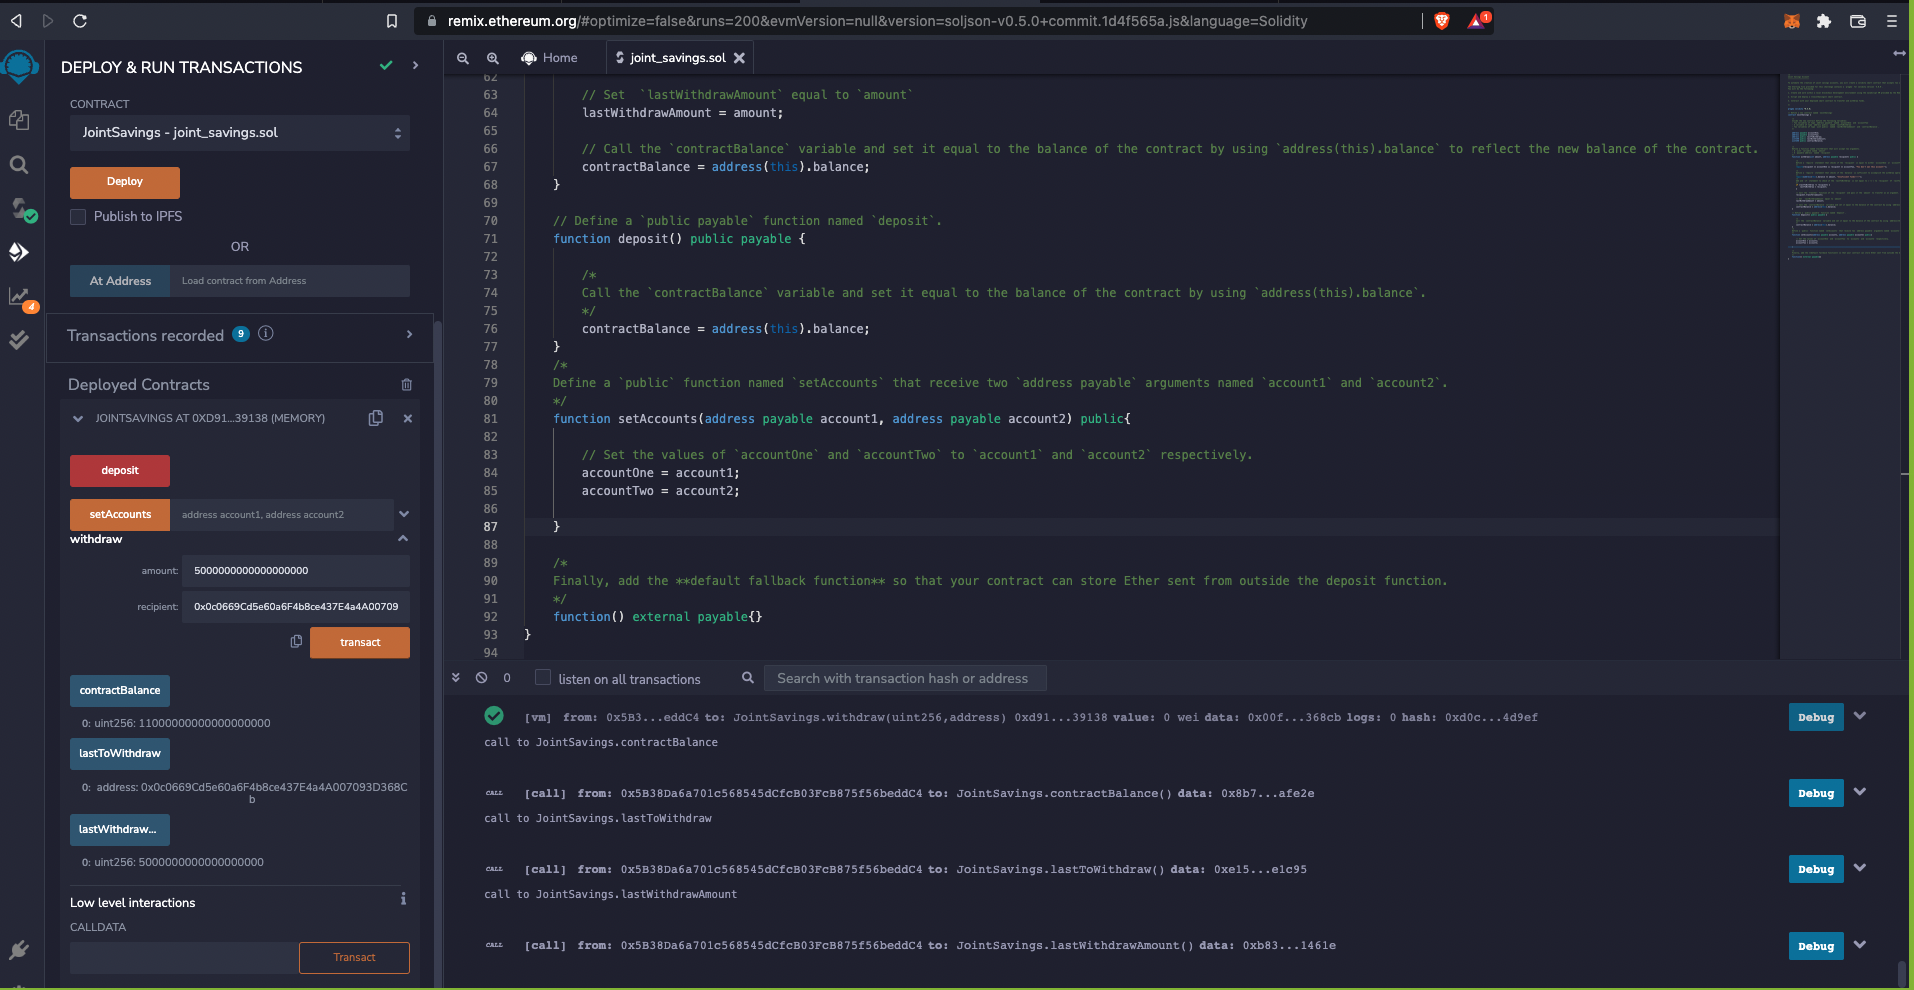 remix.ethereum.org/#optimize=false&runs=200&evmVersion=null&version=soljson-v0.5.0+commit.1d4f565a.js&language=Solidity
1
DEPLOY & RUN TRANSACTIONS
CONTRACT
JointSavings - joint_savings.sol
Deploy
Publish to IPFS
OR
At Address
Load contract from Address
4
Transactions recorded 9 i
Deployed Contracts
JOINTSAVINGS AT 0XD91...39138 (MEMORY)
deposit
setAccounts address account1, address account2
withdraw
amount: 5000000000000000000
recipient: 0x0c0669Cd5e60a6F4b8ce437E4a4A00709
transact
contractBalance
0: uint256: 11000000000000000000
lastToWithdraw
0: address: 0x0c0669Cd5e60a6F4b8ce437E4a4A007093D368C
b
lastWithdraw...
0: uint256: 5000000000000000000
Low level interactions i
CALLDATA
Transact
Home
joint_savings.sol
62
63 // Set  `lastWithdrawAmount` equal to `amount`
64 lastWithdrawAmount = amount;
65
66 // Call the `contractBalance` variable and set it equal to the balance of the contract by using `address(this).balance` to reflect the new balance of the contract.
67 contractBalance = address(this).balance;
68 }
69
70 // Define a `public payable` function named `deposit`.
71 function deposit() public payable {
72
73 /*
74 Call the `contractBalance` variable and set it equal to the balance of the contract by using `address(this).balance`.
75 */
76 contractBalance = address(this).balance;
77 }
78 /*
79 Define a `public` function named `setAccounts` that receive two `address payable` arguments named `account1` and `account2`.
80 */
81 function setAccounts(address payable account1, address payable account2) public{
82
83 // Set the values of `accountOne` and `accountTwo` to `account1` and `account2` respectively.
84 accountOne = account1;
85 accountTwo = account2;
86
87 }
88
89 /*
90 Finally, add the **default fallback function** so that your contract can store Ether sent from outside the deposit function.
91 */
92 function() external payable{}
93 }
94
0 listen on all transactions Search with transaction hash or address
[vm] from: 0x5B3...eddC4 to: JointSavings.withdraw(uint256,address) 0xd91...39138 value: 0 wei data: 0x00f...368cb logs: 0 hash: 0xd0c...4d9ef Debug
call to JointSavings.contractBalance
CALL [call] from: 0x5B38Da6a701c568545dCfcB03FcB875f56beddC4 to: JointSavings.contractBalance() data: 0x8b7...afe2e Debug
call to JointSavings.lastToWithdraw
CALL [call] from: 0x5B38Da6a701c568545dCfcB03FcB875f56beddC4 to: JointSavings.lastToWithdraw() data: 0xe15...e1c95 Debug
call to JointSavings.lastWithdrawAmount
CALL [call] from: 0x5B38Da6a701c568545dCfcB03FcB875f56beddC4 to: JointSavings.lastWithdrawAmount() data: 0xb83...1461e Debug